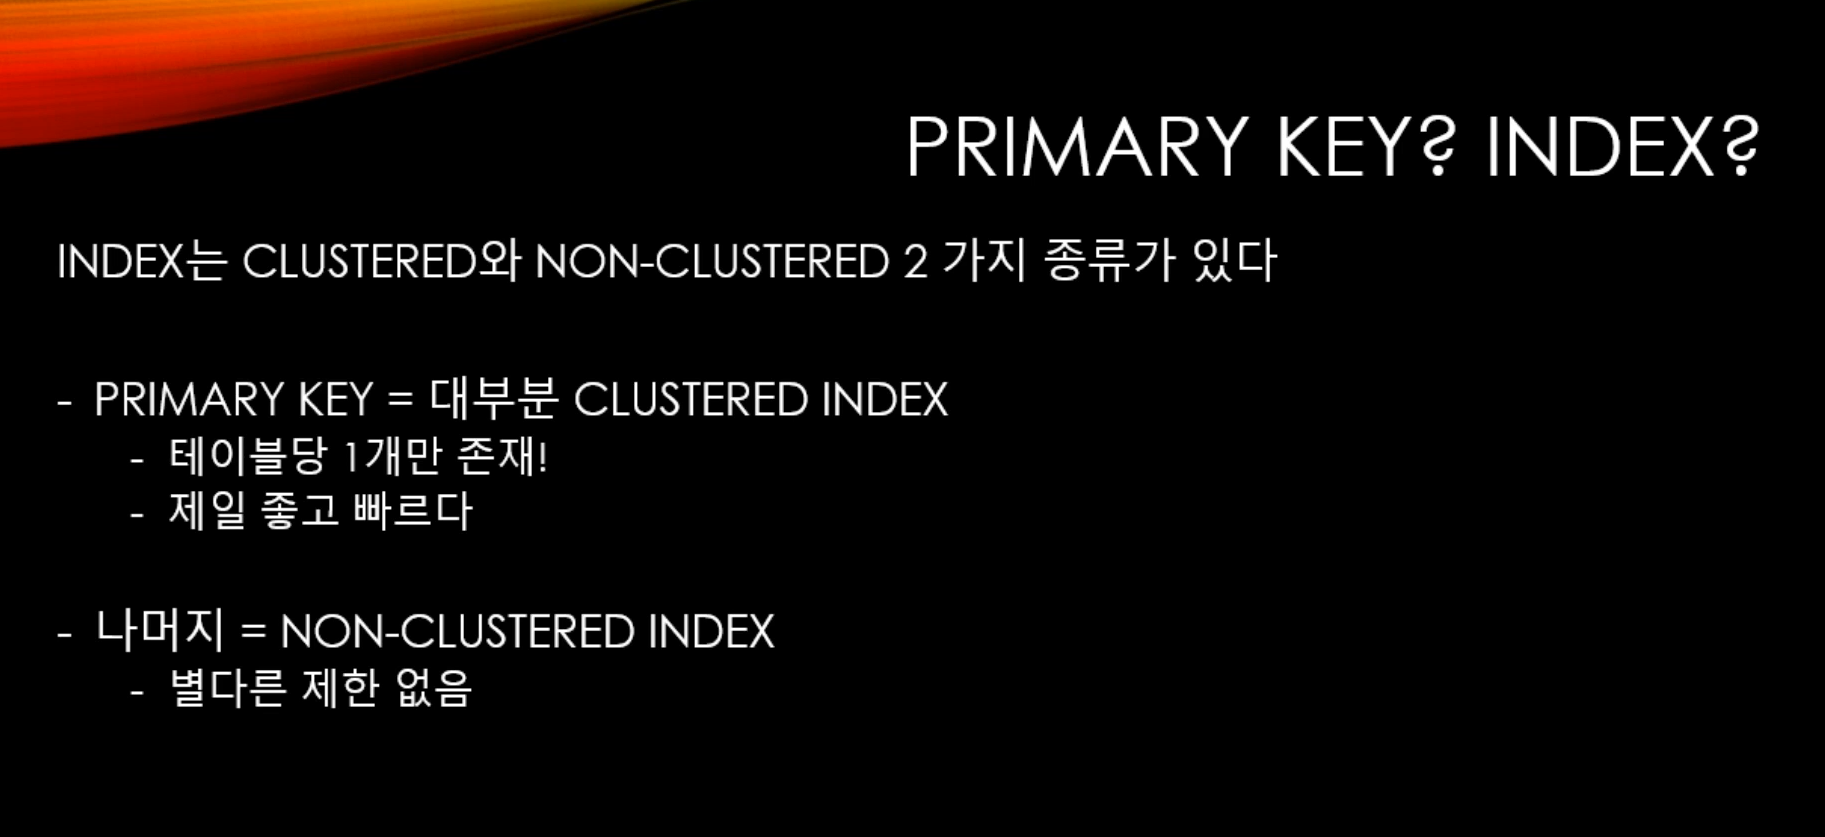 PRIMARY KEY? INDEX?
INDEX는 CLUSTERED와 NON-CLUSTERED 2 가지 종류가 있다
- PRIMARY KEY = 대부분 CLUSTERED INDEX
- 테이블당 1개만 존재!
- 제일 좋고 빠르다
- 나머지 = NON-CLUSTERED INDEX
- 별다른 제한 없음